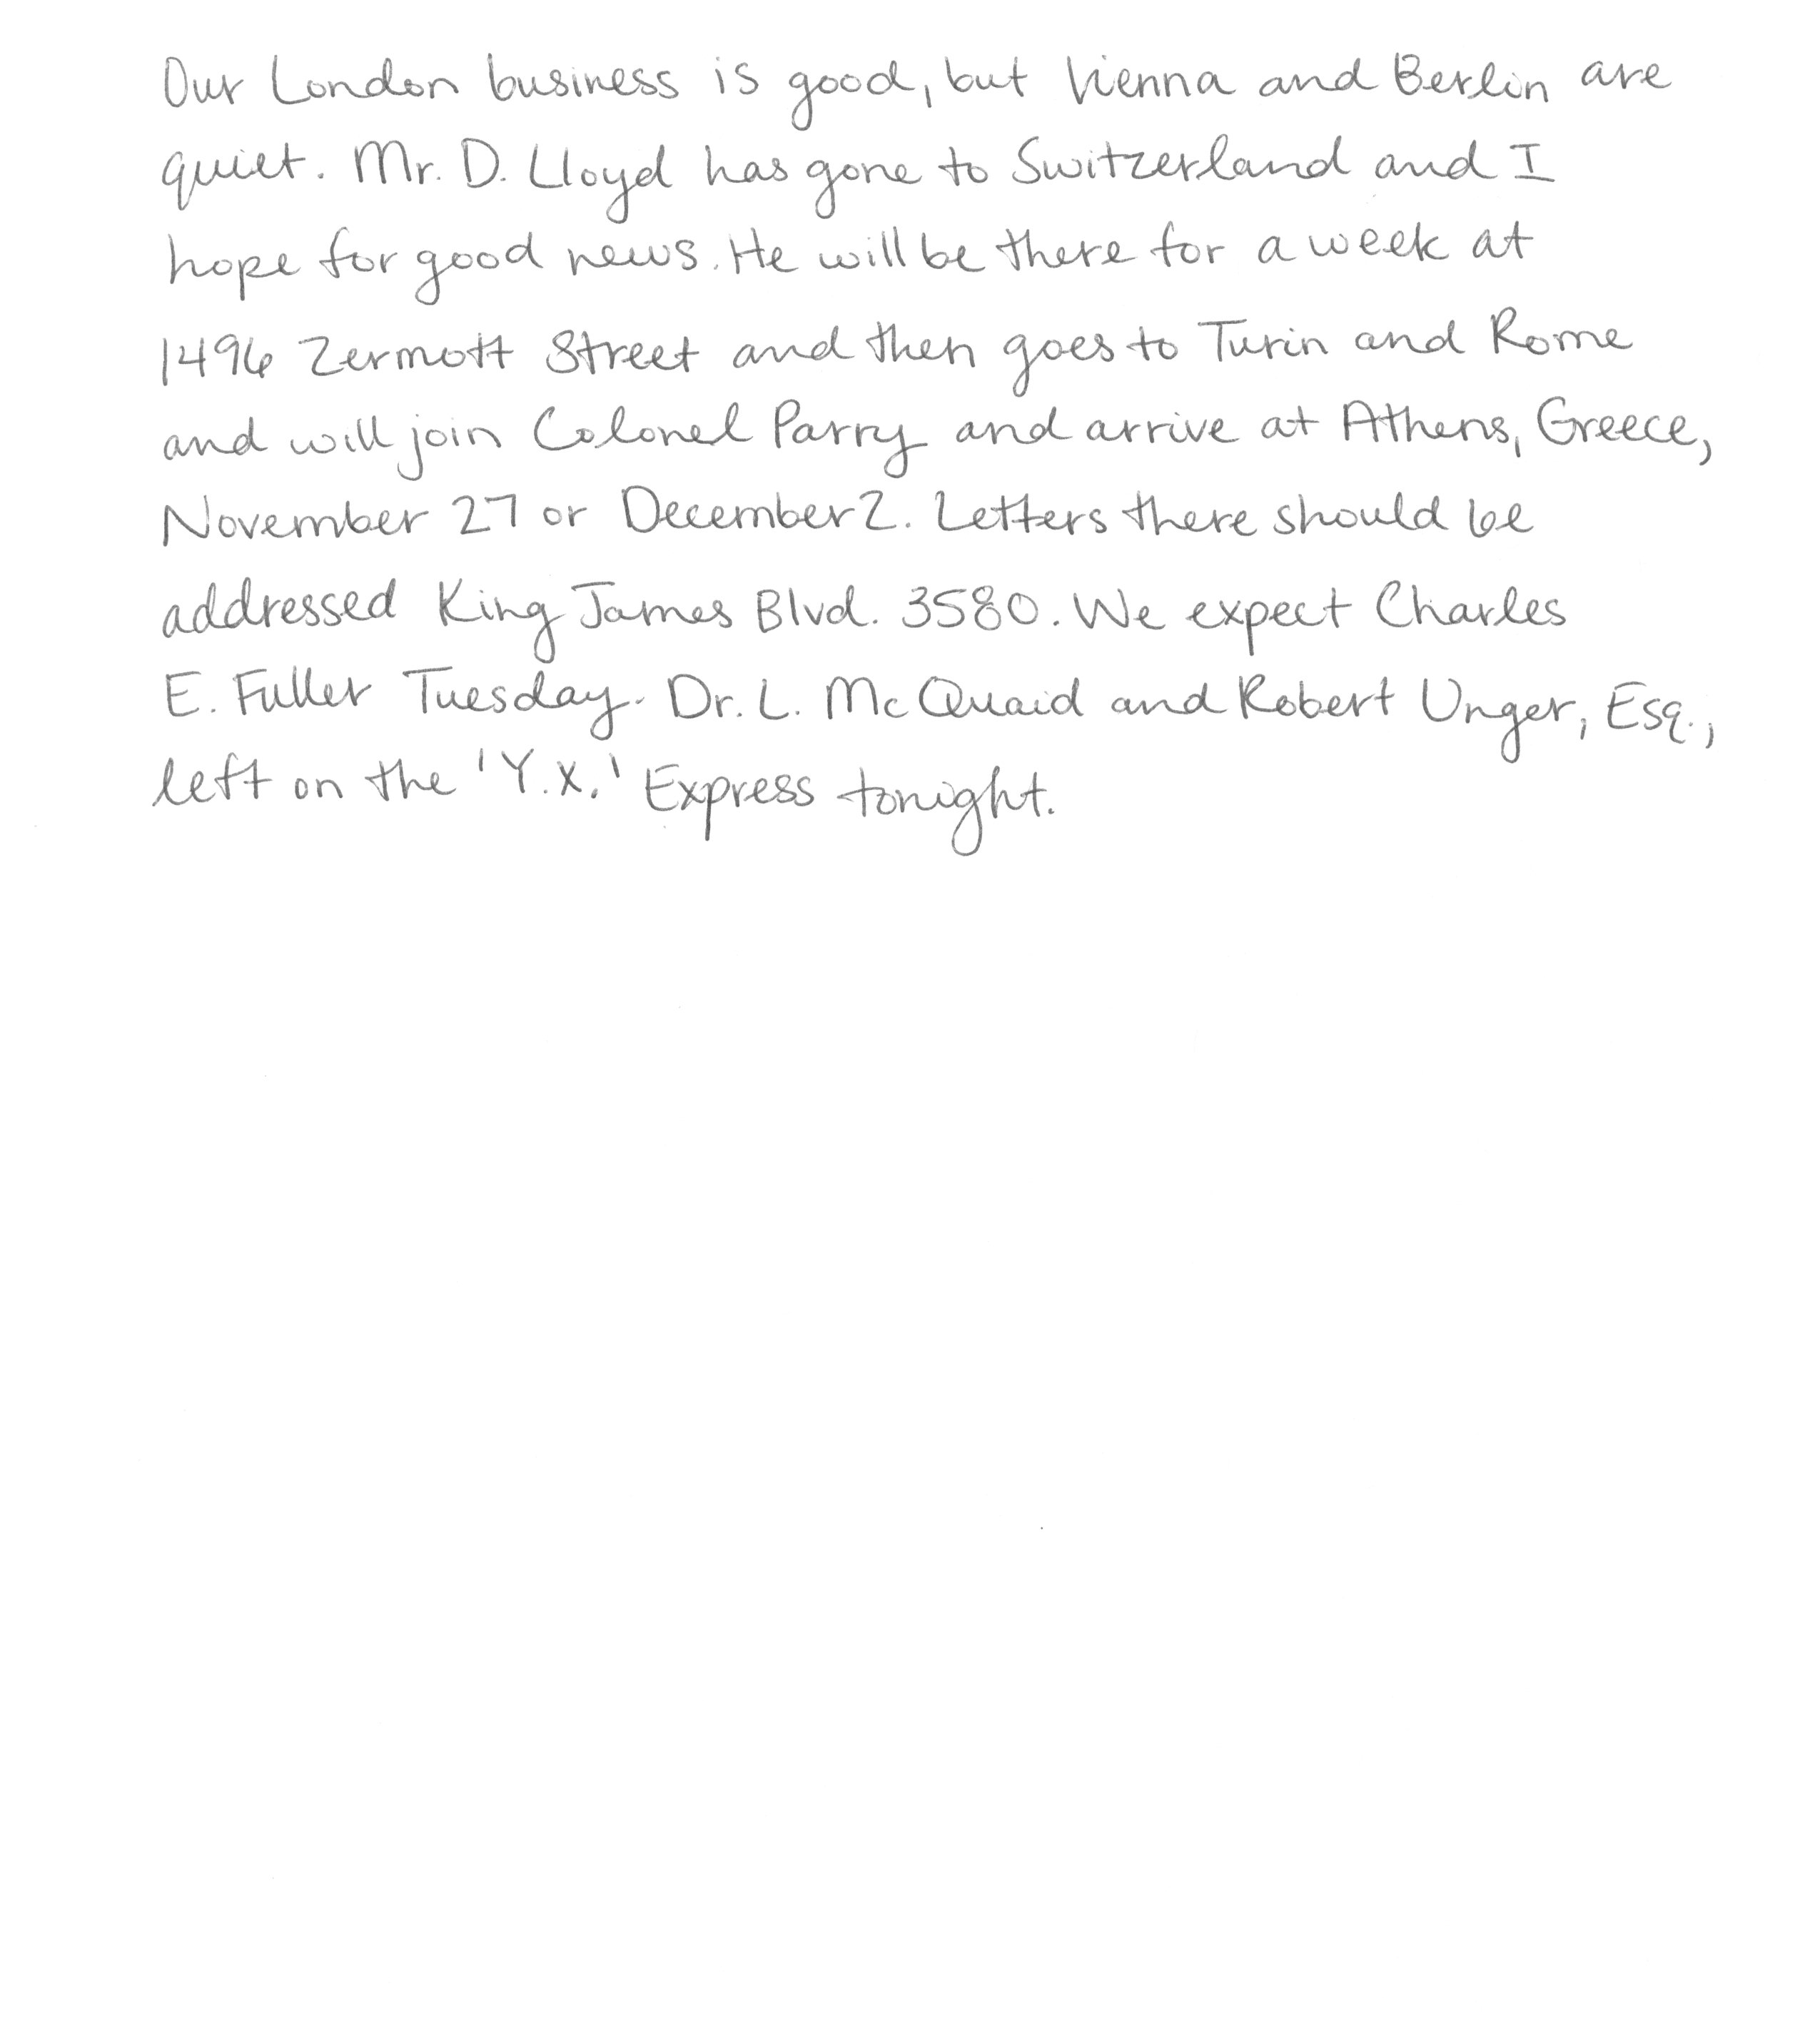 Our London business is good, but Vienna and Berlin are
quiet. Mr. D. Lloyd has gone to Switzerland and I
hope for good news. He will be there for a week at
1496 Zermott Street and then goes to Turin and Rome
and will join Colonel Parry and arrive at Athens, Greece,
November 27 or December 2. Letters there should be
addressed King James Blvd. 3580. We expect Charles
E. Fuller Tuesday. Dr. L. McQuaid and Robert Unger, Esq.,
left on the 'Y.X.' Express tonight.